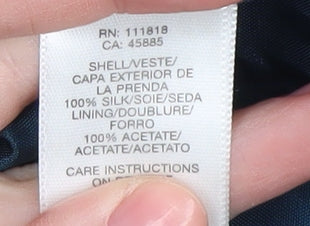 RN: 111818
CA: 45885
SHELL/VESTE/
CAPA EXTERIOR DE
LA PRENDA
100% SILK/SOIE/SEDA
LINING/DOUBLURE/
FORRO
100% ACETATE/
ACETATE/ACETATO
CARE INSTRUCTIONS
ON